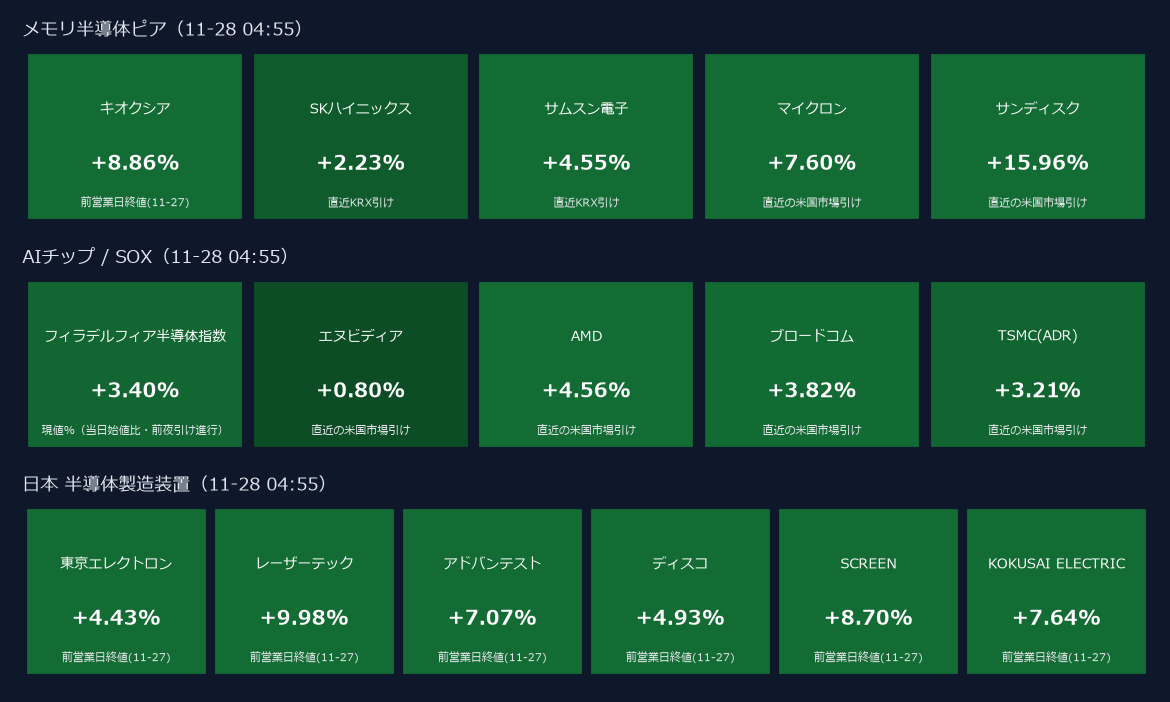 メモリ半導体ピア（11-28 04:55）
キオクシア
+8.86%
前営業日終値(11-27)
SKハイニックス
+2.23%
直近KRX引け
サムスン電子
+4.55%
直近KRX引け
マイクロン
+7.60%
直近の米国市場引け
サンディスク
+15.96%
直近の米国市場引け
AIチップ / SOX（11-28 04:55）
フィラデルフィア半導体指数
+3.40%
現値%（当日始値比・前夜引け進行）
エヌビディア
+0.80%
直近の米国市場引け
AMD
+4.56%
直近の米国市場引け
ブロードコム
+3.82%
直近の米国市場引け
TSMC(ADR)
+3.21%
直近の米国市場引け
日本 半導体製造装置（11-28 04:55）
東京エレクトロン
+4.43%
前営業日終値(11-27)
レーザーテック
+9.98%
前営業日終値(11-27)
アドバンテスト
+7.07%
前営業日終値(11-27)
ディスコ
+4.93%
前営業日終値(11-27)
SCREEN
+8.70%
前営業日終値(11-27)
KOKUSAI ELECTRIC
+7.64%
前営業日終値(11-27)